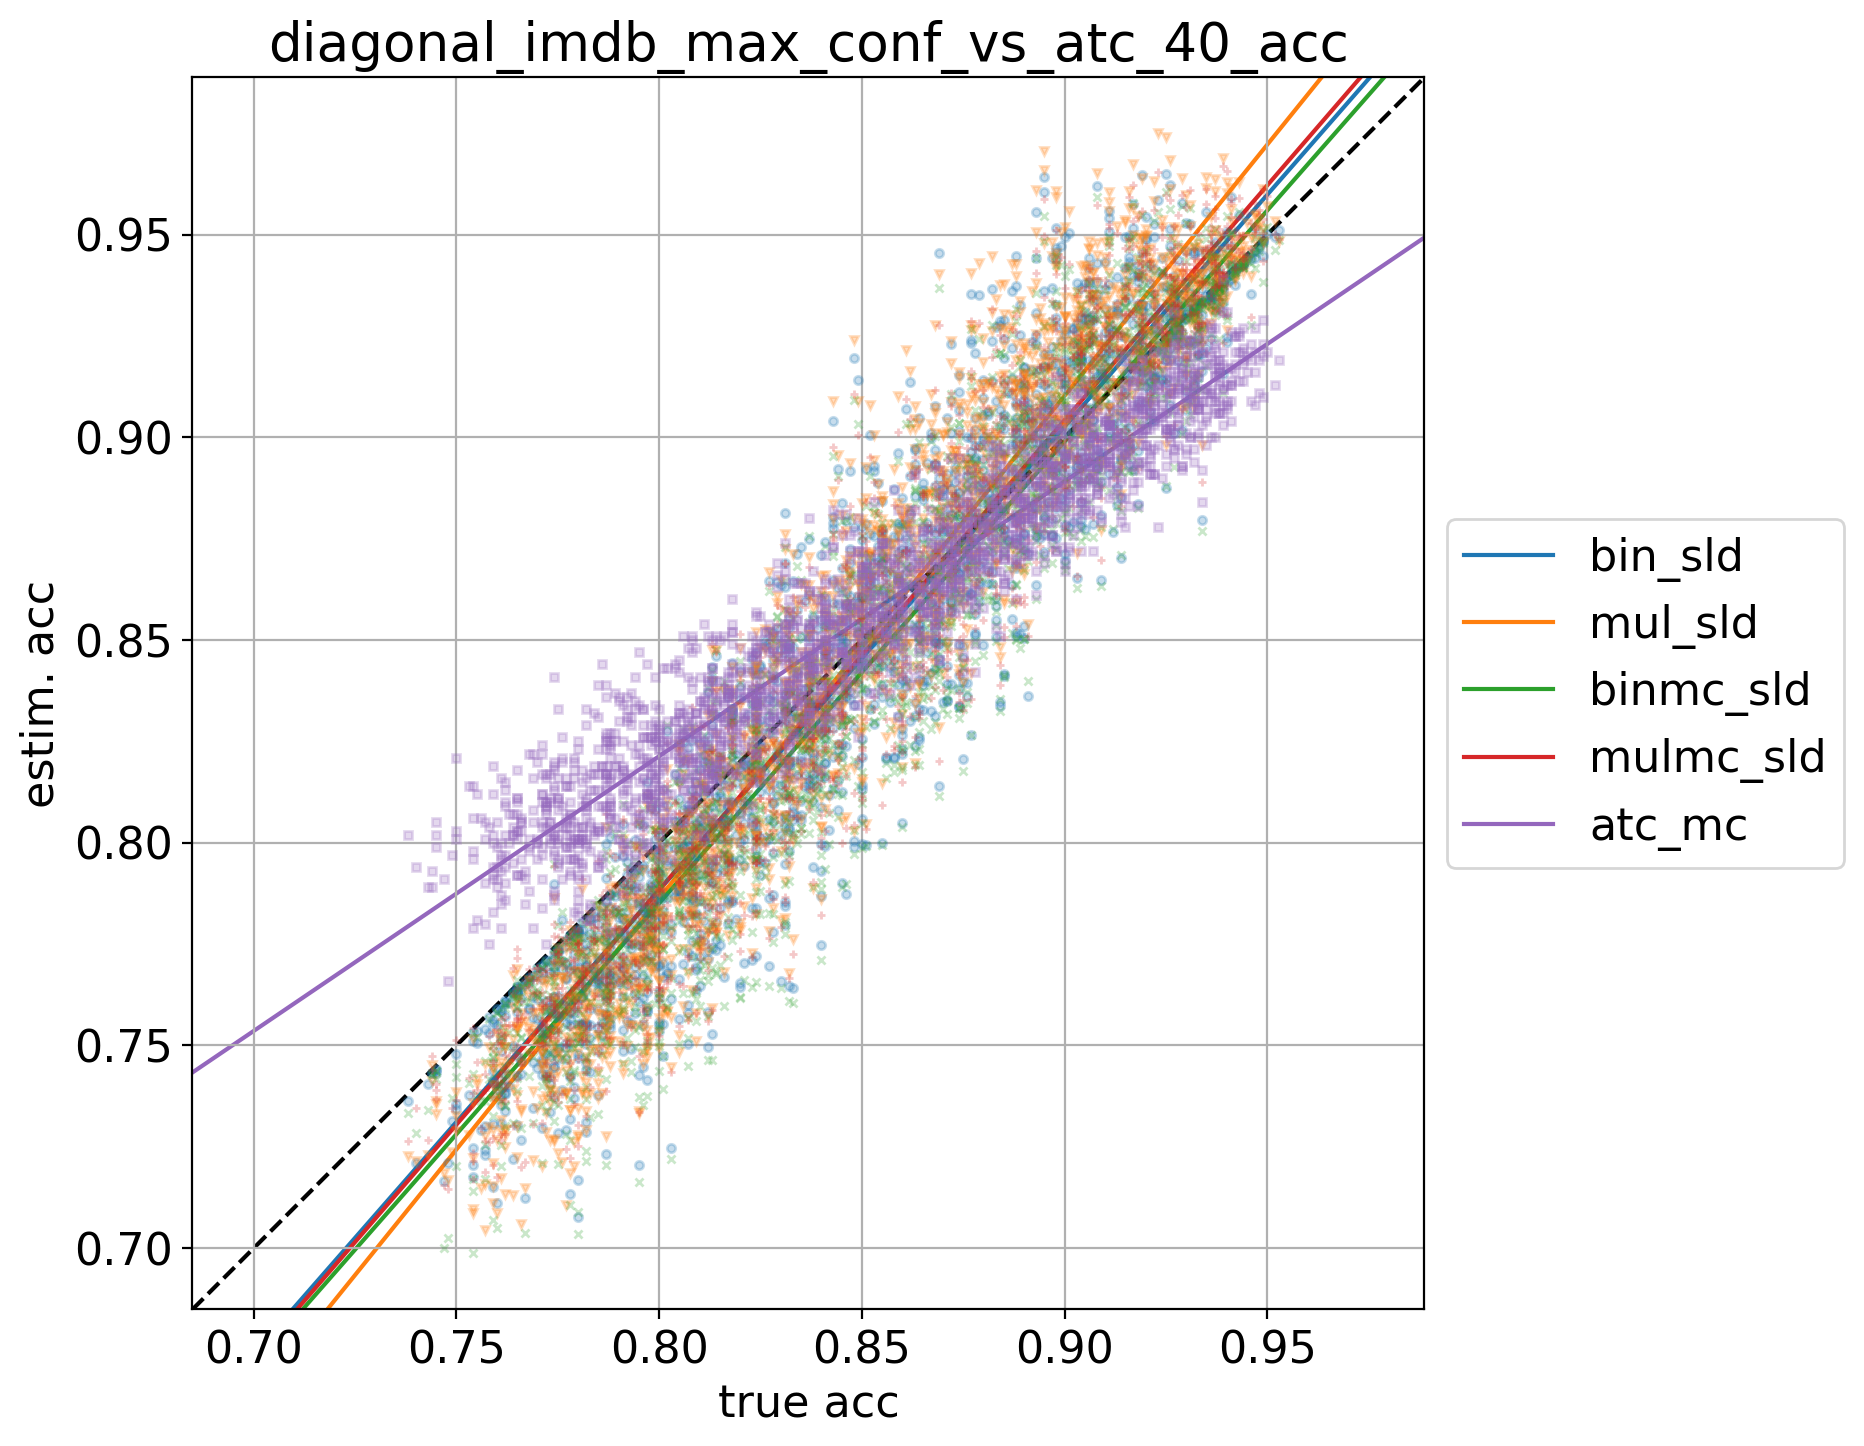 diagonal_imdb_max_conf_vs_atc_40_acc
estim. acc
0.95
0.90
0.85
0.80
0.75
0.70
0.70 0.75 0.80 0.85 0.90 0.95
true acc
bin_sld
mul_sld
binmc_sld
mulmc_sld
atc_mc